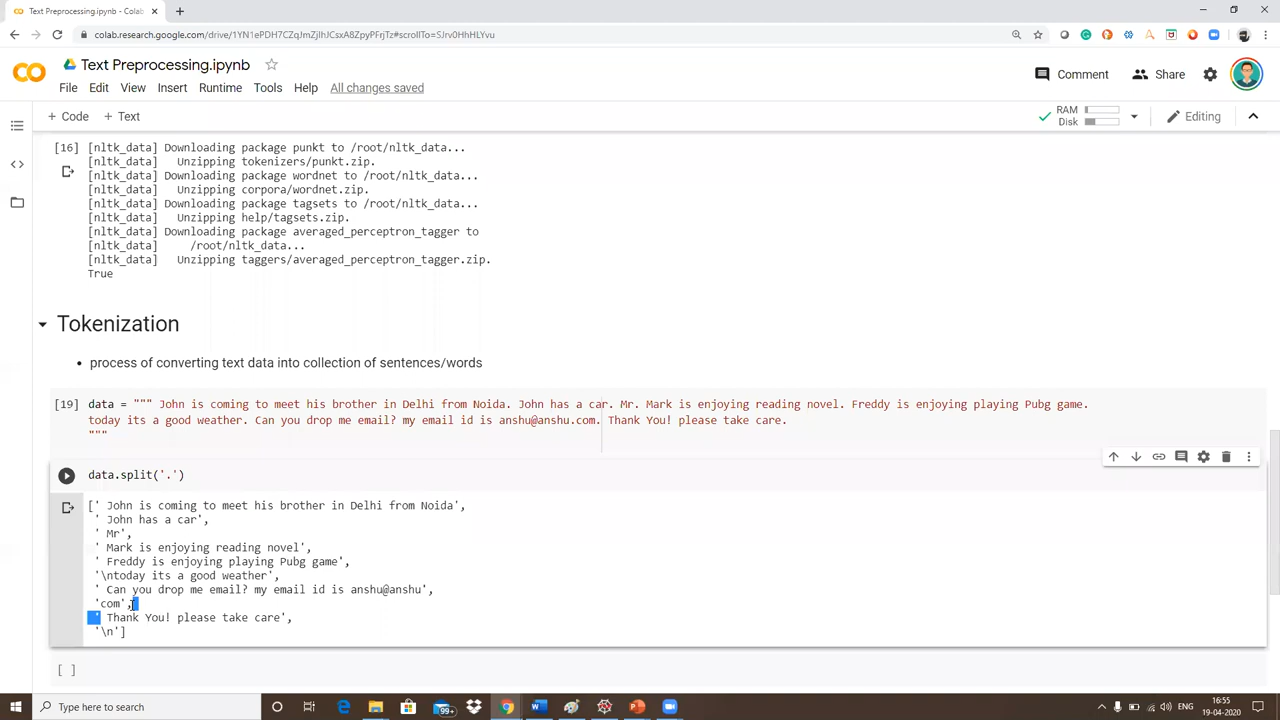 Text Preprocessing.ipynb - Colab
colab.research.google.com/drive/1YN1ePDH7CZqJmZjIhJCsxA8ZpyPFrjTz#scrollTo=SJrv0HhHLYvu
Text Preprocessing.ipynb
Comment
Share
File Edit View Insert Runtime Tools Help All changes saved
+ Code + Text
RAM
Disk
Editing
[16] [nltk_data] Downloading package punkt to /root/nltk_data...
[nltk_data]   Unzipping tokenizers/punkt.zip.
[nltk_data] Downloading package wordnet to /root/nltk_data...
[nltk_data]   Unzipping corpora/wordnet.zip.
[nltk_data] Downloading package tagsets to /root/nltk_data...
[nltk_data]   Unzipping help/tagsets.zip.
[nltk_data] Downloading package averaged_perceptron_tagger to
[nltk_data]     /root/nltk_data...
[nltk_data]   Unzipping taggers/averaged_perceptron_tagger.zip.
True
Tokenization
• process of converting text data into collection of sentences/words
[19] data = """ John is coming to meet his brother in Delhi from Noida. John has a car. Mr. Mark is enjoying reading novel. Freddy is enjoying playing Pubg game.
today its a good weather. Can you drop me email? my email id is anshu@anshu.com. Thank You! please take care.
"""
data.split('.')
[' John is coming to meet his brother in Delhi from Noida',
' John has a car',
' Mr',
' Mark is enjoying reading novel',
' Freddy is enjoying playing Pubg game',
'\ntoday its a good weather',
' Can you drop me email? my email id is anshu@anshu',
'com',
' Thank You! please take care',
'\n']
[ ]
Type here to search
99+
ENG
16:55
19-04-2020